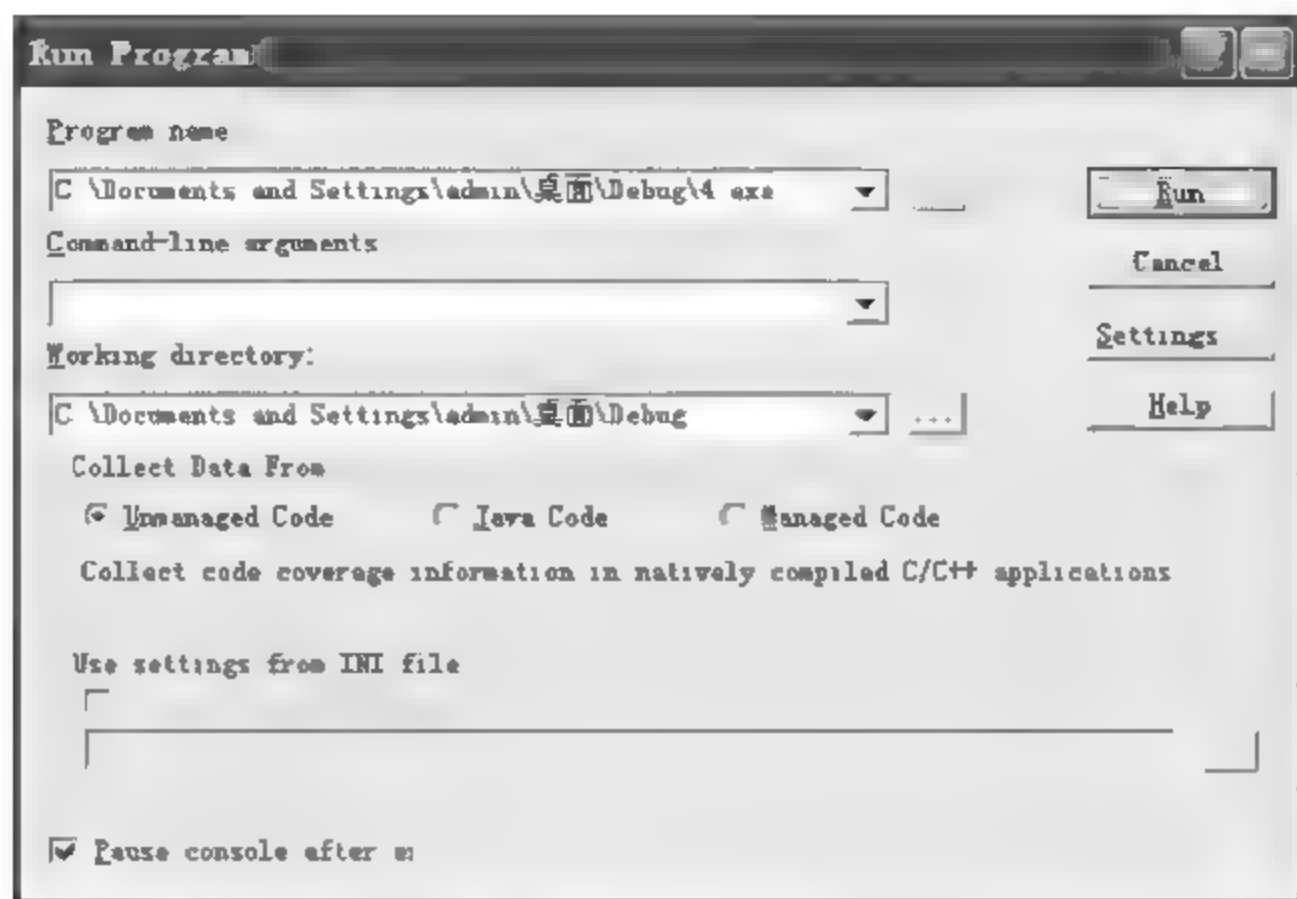 Run Program
Program name
C \Documents and Settings\admin\桌面\Debug\4 exe
Run
Command-line arguments
Cancel
Settings
Working directory:
C \Documents and Settings\admin\桌面\Debug
...
Help
Collect Data From
Unmanaged Code
Java Code
Managed Code
Collect code coverage information in natively compiled C/C++ applications
Use settings from INI file
Pause console after